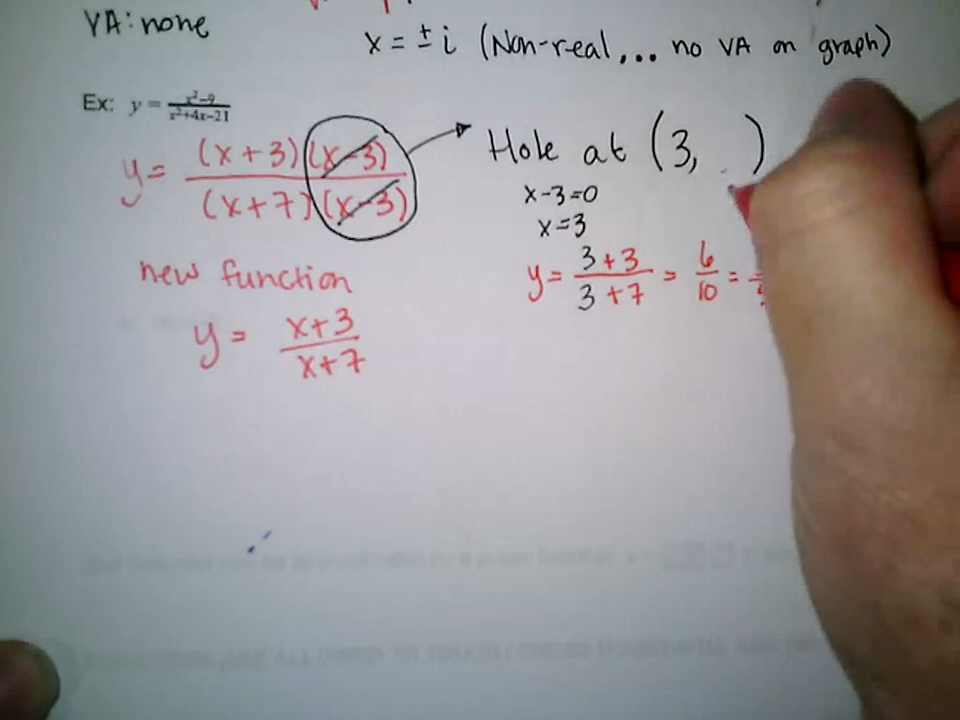 VA: none
x = ± i (Non-real... no VA on graph)
Ex: y = x²-9 / x²+4x-21
y = (x+3)(x-3) / (x+7)(x-3)
Hole at (3, )
x-3=0
x=3
y = 3+3 / 3+7 = 6/10 =
new function
y = x+3 / x+7